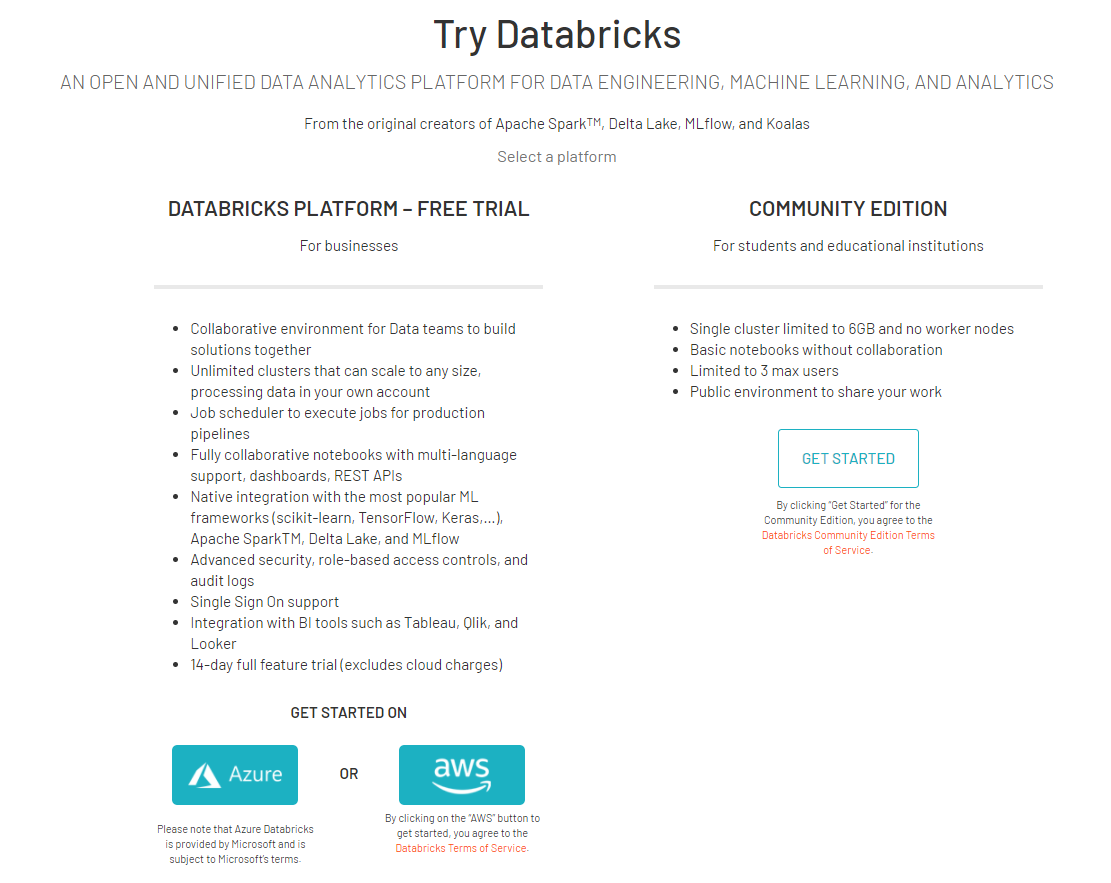 Try Databricks
AN OPEN AND UNIFIED DATA ANALYTICS PLATFORM FOR DATA ENGINEERING, MACHINE LEARNING, AND ANALYTICS
From the original creators of Apache Spark™, Delta Lake, MLflow, and Koalas
Select a platform
DATABRICKS PLATFORM – FREE TRIAL
For businesses
• Collaborative environment for Data teams to build
solutions together
• Unlimited clusters that can scale to any size,
processing data in your own account
• Job scheduler to execute jobs for production
pipelines
• Fully collaborative notebooks with multi-language
support, dashboards, REST APIs
• Native integration with the most popular ML
frameworks (scikit-learn, TensorFlow, Keras,...),
Apache SparkTM, Delta Lake, and MLflow
• Advanced security, role-based access controls, and
audit logs
• Single Sign On support
• Integration with BI tools such as Tableau, Qlik, and
Looker
• 14-day full feature trial (excludes cloud charges)
GET STARTED ON
Azure
OR
aws
Please note that Azure Databricks
is provided by Microsoft and is
subject to Microsoft's terms.
By clicking on the "AWS" button to
get started, you agree to the
Databricks Terms of Service.
COMMUNITY EDITION
For students and educational institutions
• Single cluster limited to 6GB and no worker nodes
• Basic notebooks without collaboration
• Limited to 3 max users
• Public environment to share your work
GET STARTED
By clicking "Get Started" for the
Community Edition, you agree to the
Databricks Community Edition Terms
of Service.